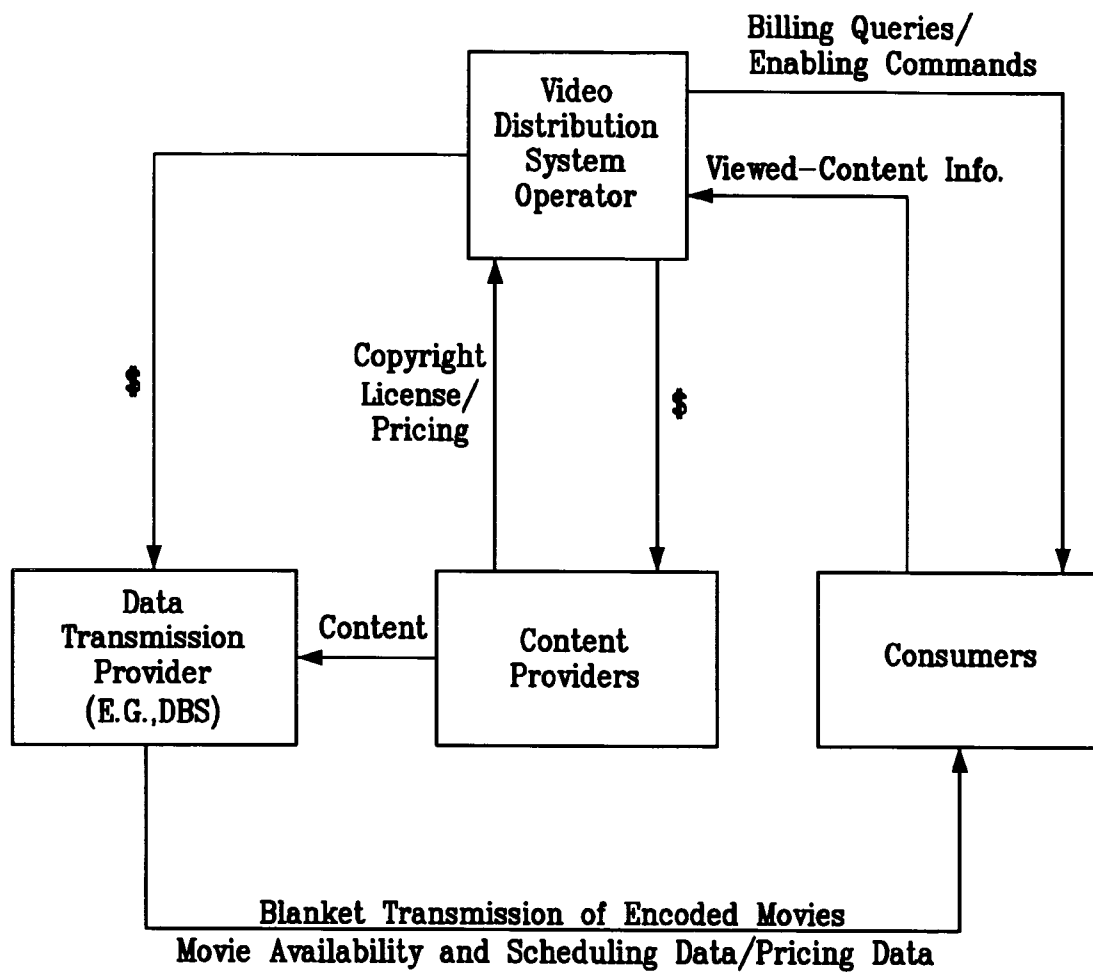 Billing Queries/
Enabling Commands
Video
Distribution
System
Operator
Viewed-Content Info.
$
Copyright
License/
Pricing
$
Data
Transmission
Provider
(E.G.,DBS)
Content
Content
Providers
Consumers
Blanket Transmission of Encoded Movies
Movie Availability and Scheduling Data/Pricing Data